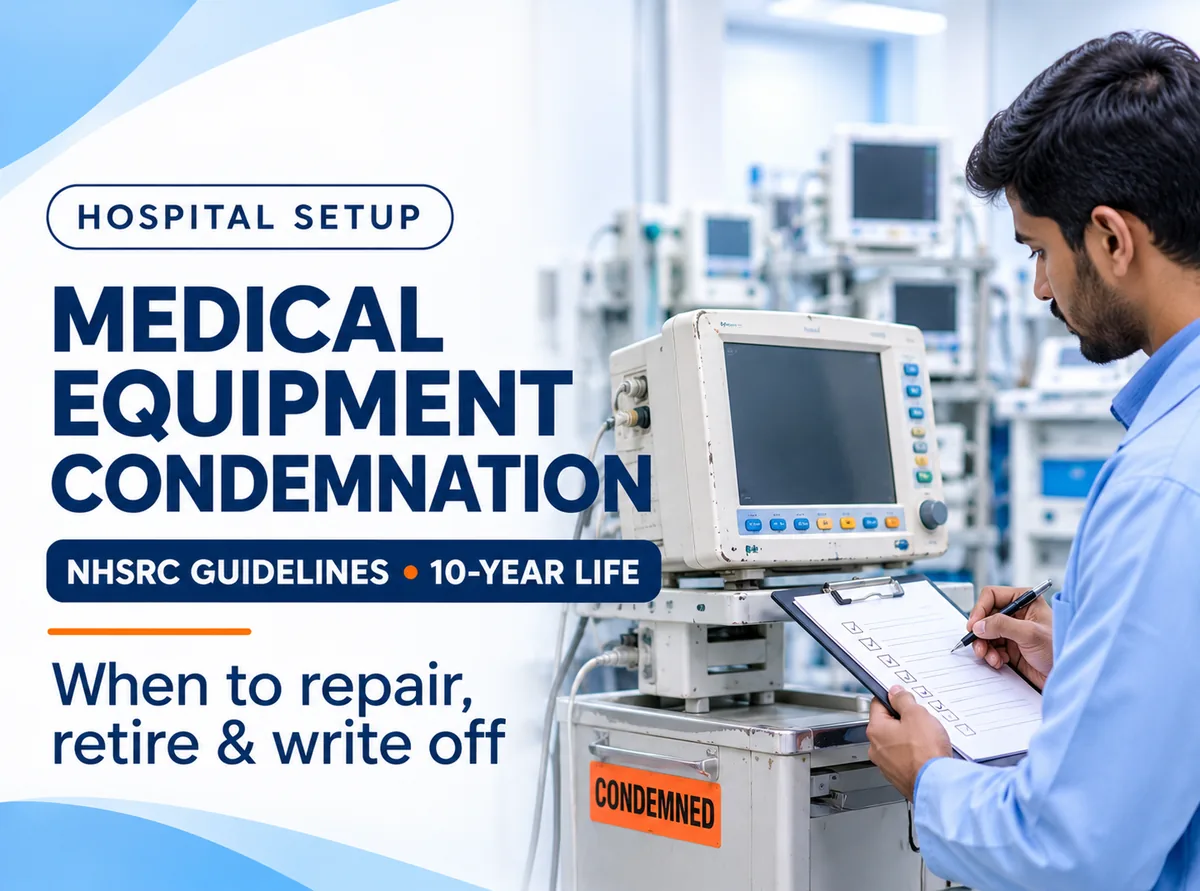 HOSPITAL SETUP
MEDICAL
EQUIPMENT
CONDEMNATION
NHSRC GUIDELINES • 10-YEAR LIFE
When to repair,
retire & write off
CONDEMNED